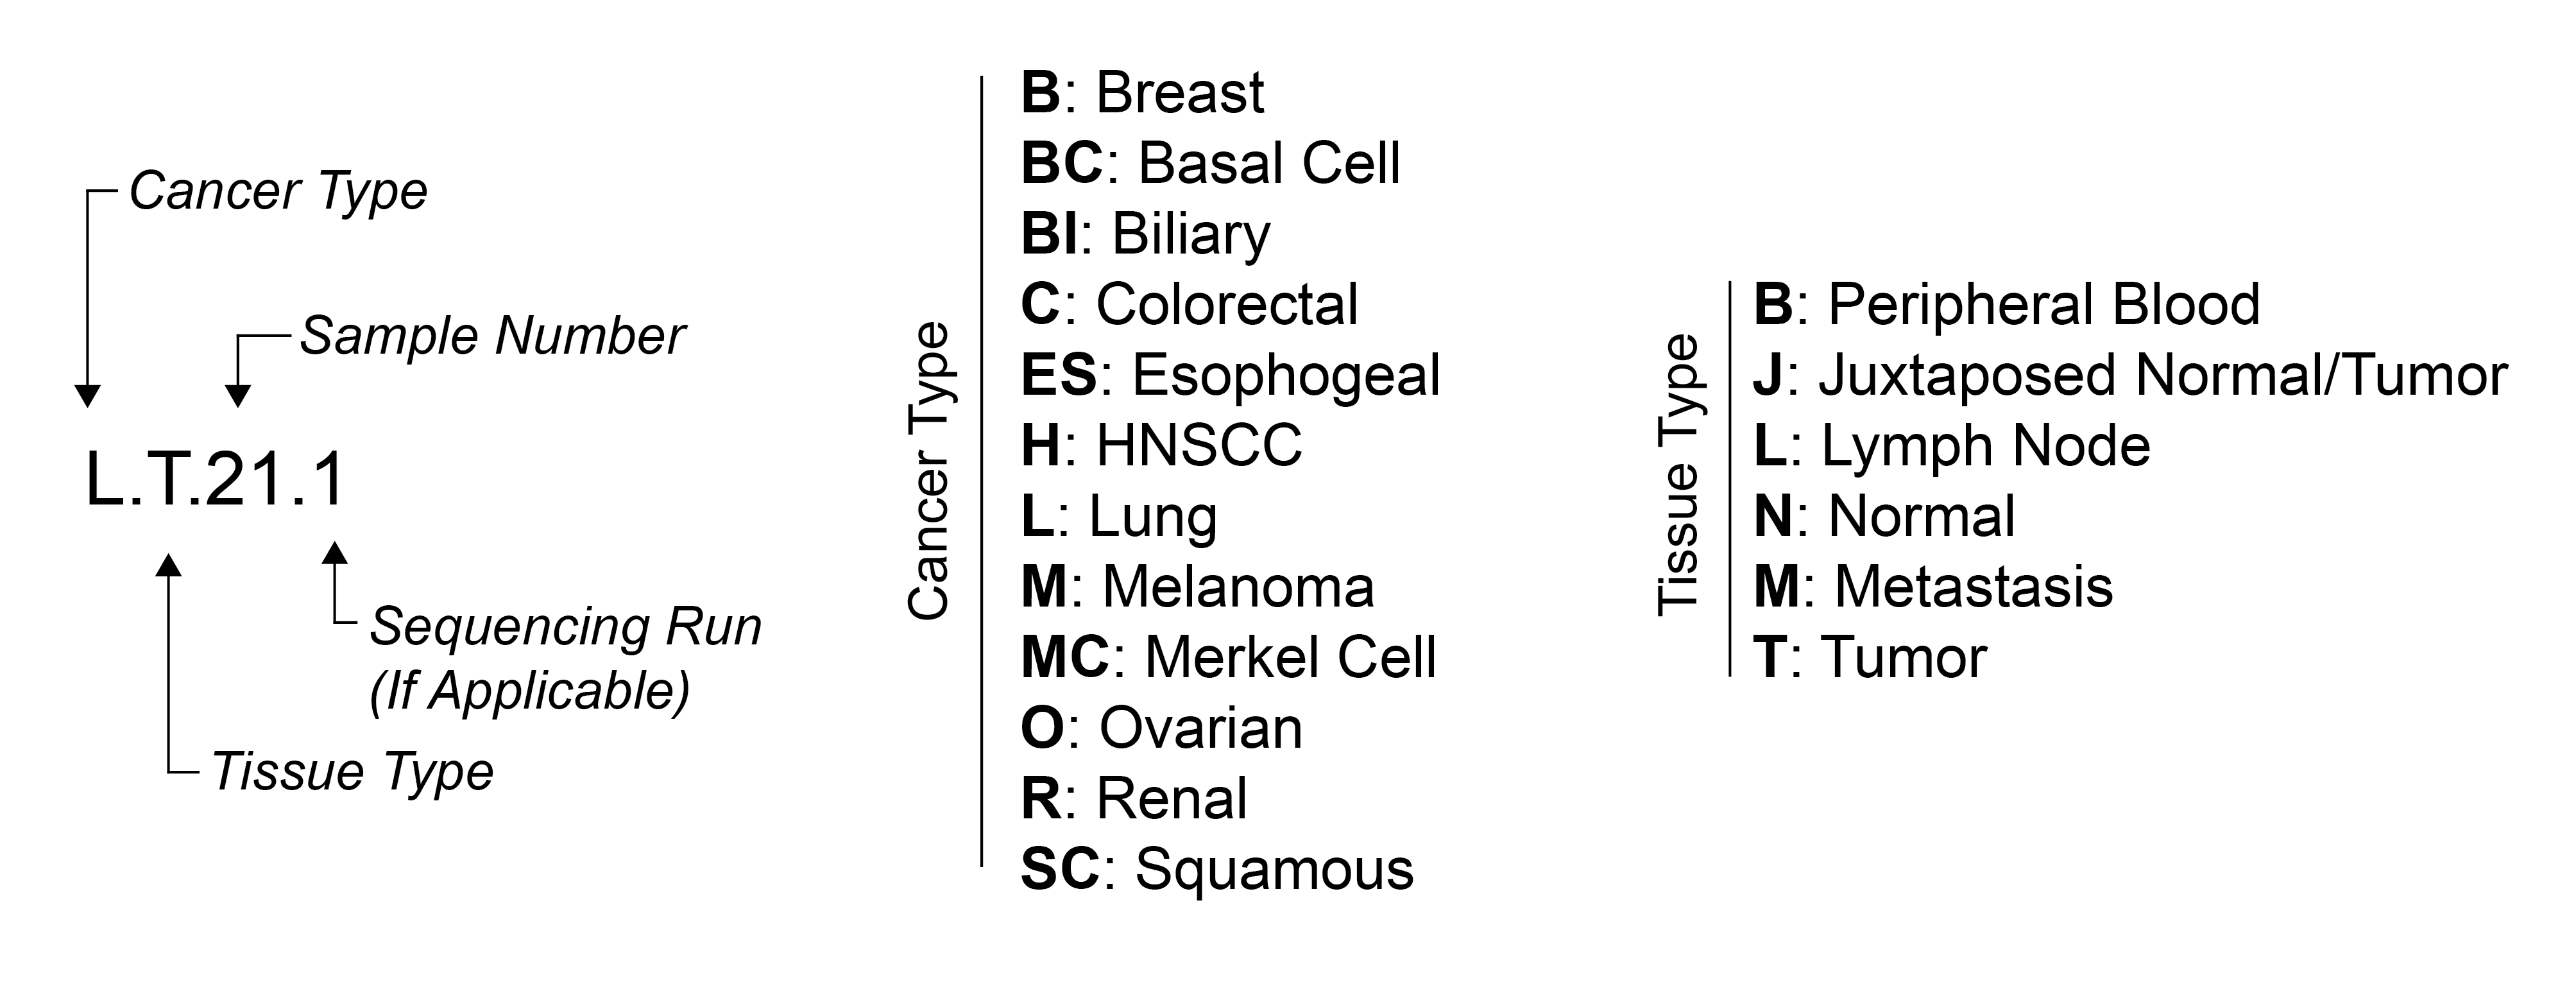 Cancer Type
Sample Number
L.T.21.1
Sequencing Run
(If Applicable)
Tissue Type
Cancer Type
B: Breast
BC: Basal Cell
BI: Biliary
C: Colorectal
ES: Esophogeal
H: HNSCC
L: Lung
M: Melanoma
MC: Merkel Cell
O: Ovarian
R: Renal
SC: Squamous
Tissue Type
B: Peripheral Blood
J: Juxtaposed Normal/Tumor
L: Lymph Node
N: Normal
M: Metastasis
T: Tumor